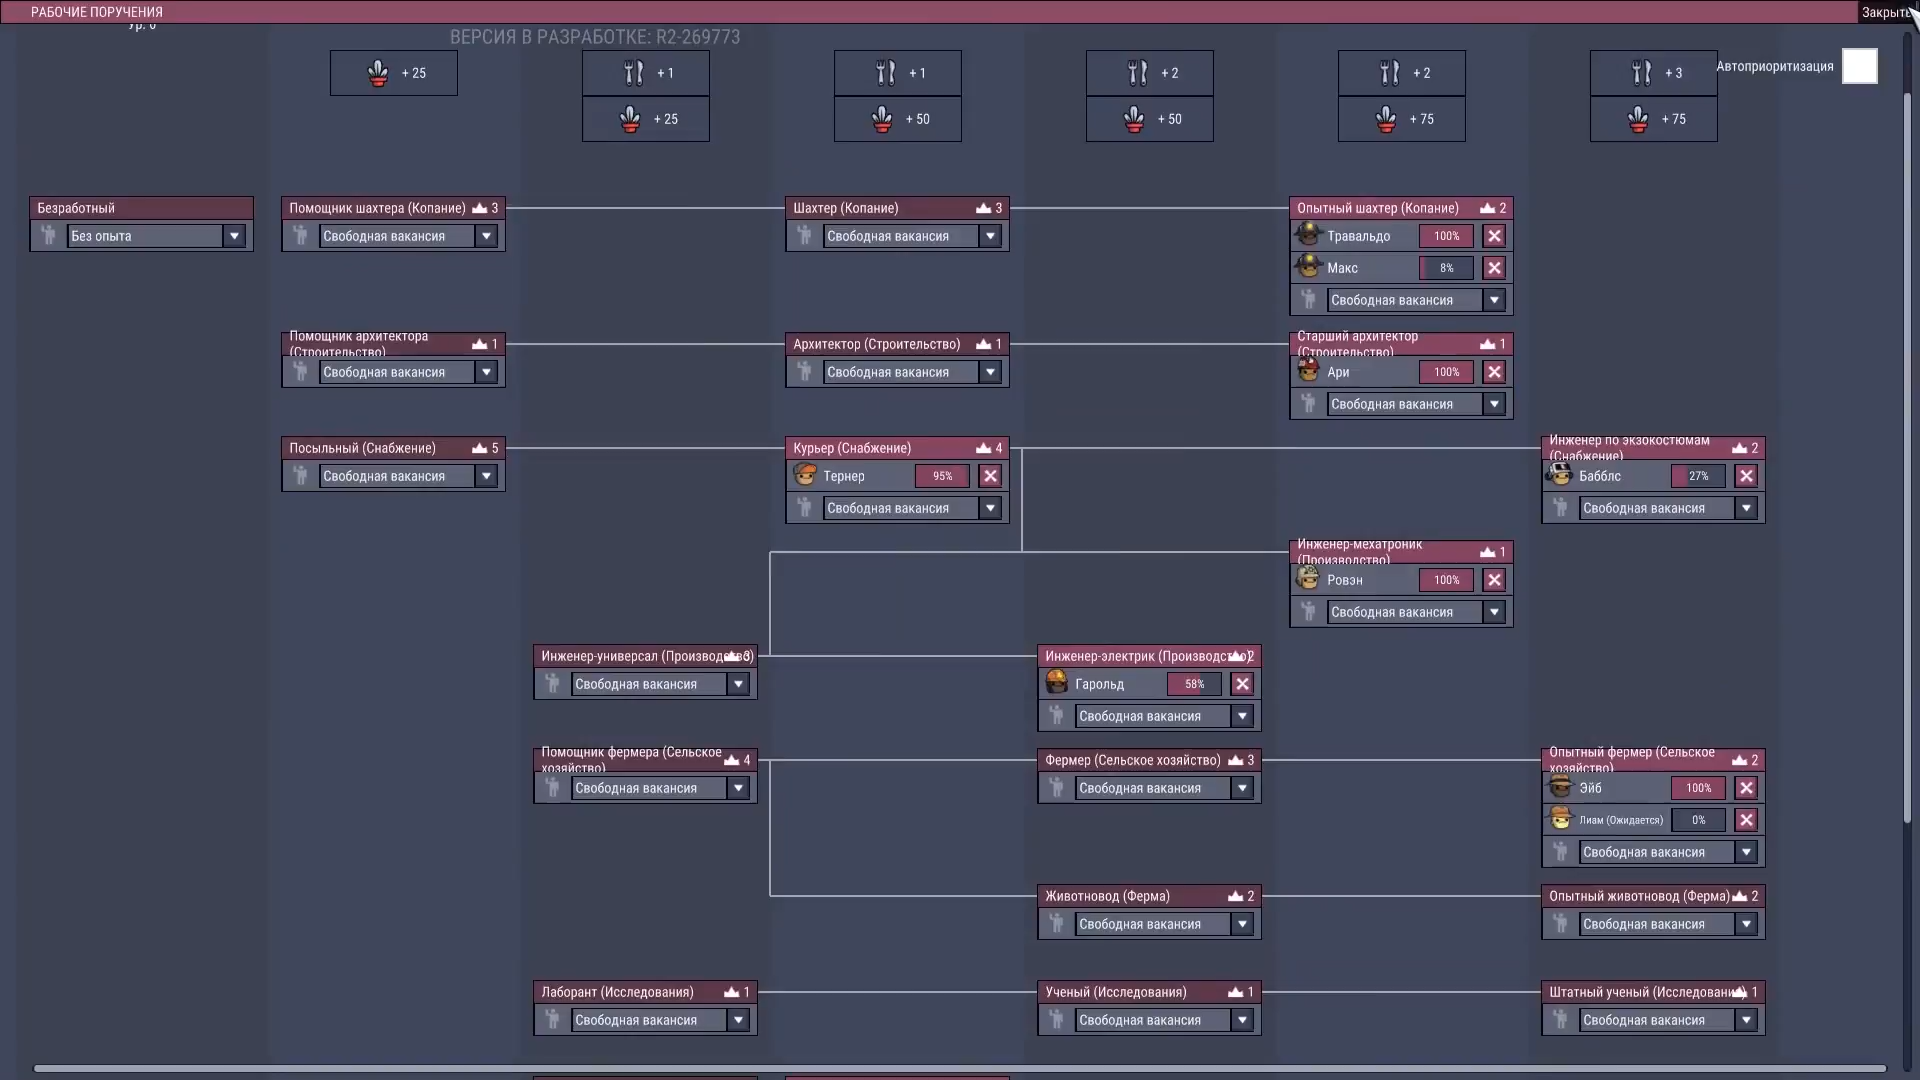 РАБОЧИЕ ПОРУЧЕНИЯ
Закрыть
Ур. 0
ВЕРСИЯ В РАЗРАБОТКЕ: R2-269773
+ 25
+ 1
+ 1
+ 2
+ 2
+ 3
Автоприоритизация
+ 25
+ 50
+ 50
+ 75
+ 75
Безработный
Без опыта
Помощник шахтера (Копание) 3
Свободная вакансия
Шахтер (Копание) 3
Свободная вакансия
Опытный шахтер (Копание) 2
Травальдо 100%
Макс 8%
Свободная вакансия
Помощник архитектора
(Строительство) 1
Свободная вакансия
Архитектор (Строительство) 1
Свободная вакансия
Старший архитектор
(Строительство) 1
Ари 100%
Свободная вакансия
Посыльный (Снабжение) 5
Свободная вакансия
Курьер (Снабжение) 4
Тернер 95%
Свободная вакансия
Инженер по экзокостюмам
(Снабжение) 2
Бабблс 27%
Свободная вакансия
Инженер-мехатроник
(Производство) 1
Ровэн 100%
Свободная вакансия
Инженер-универсал (Производство) 3
Свободная вакансия
Инженер-электрик (Производство) 2
Гарольд 58%
Свободная вакансия
Помощник фермера (Сельское
хозяйство) 4
Свободная вакансия
Фермер (Сельское хозяйство) 3
Свободная вакансия
Опытный фермер (Сельское
хозяйство) 2
Эйб 100%
Лиам (Ожидается) 0%
Свободная вакансия
Животновод (Ферма) 2
Свободная вакансия
Опытный животновод (Ферма) 2
Свободная вакансия
Лаборант (Исследования) 1
Свободная вакансия
Ученый (Исследования) 1
Свободная вакансия
Штатный ученый (Исследования) 1
Свободная вакансия